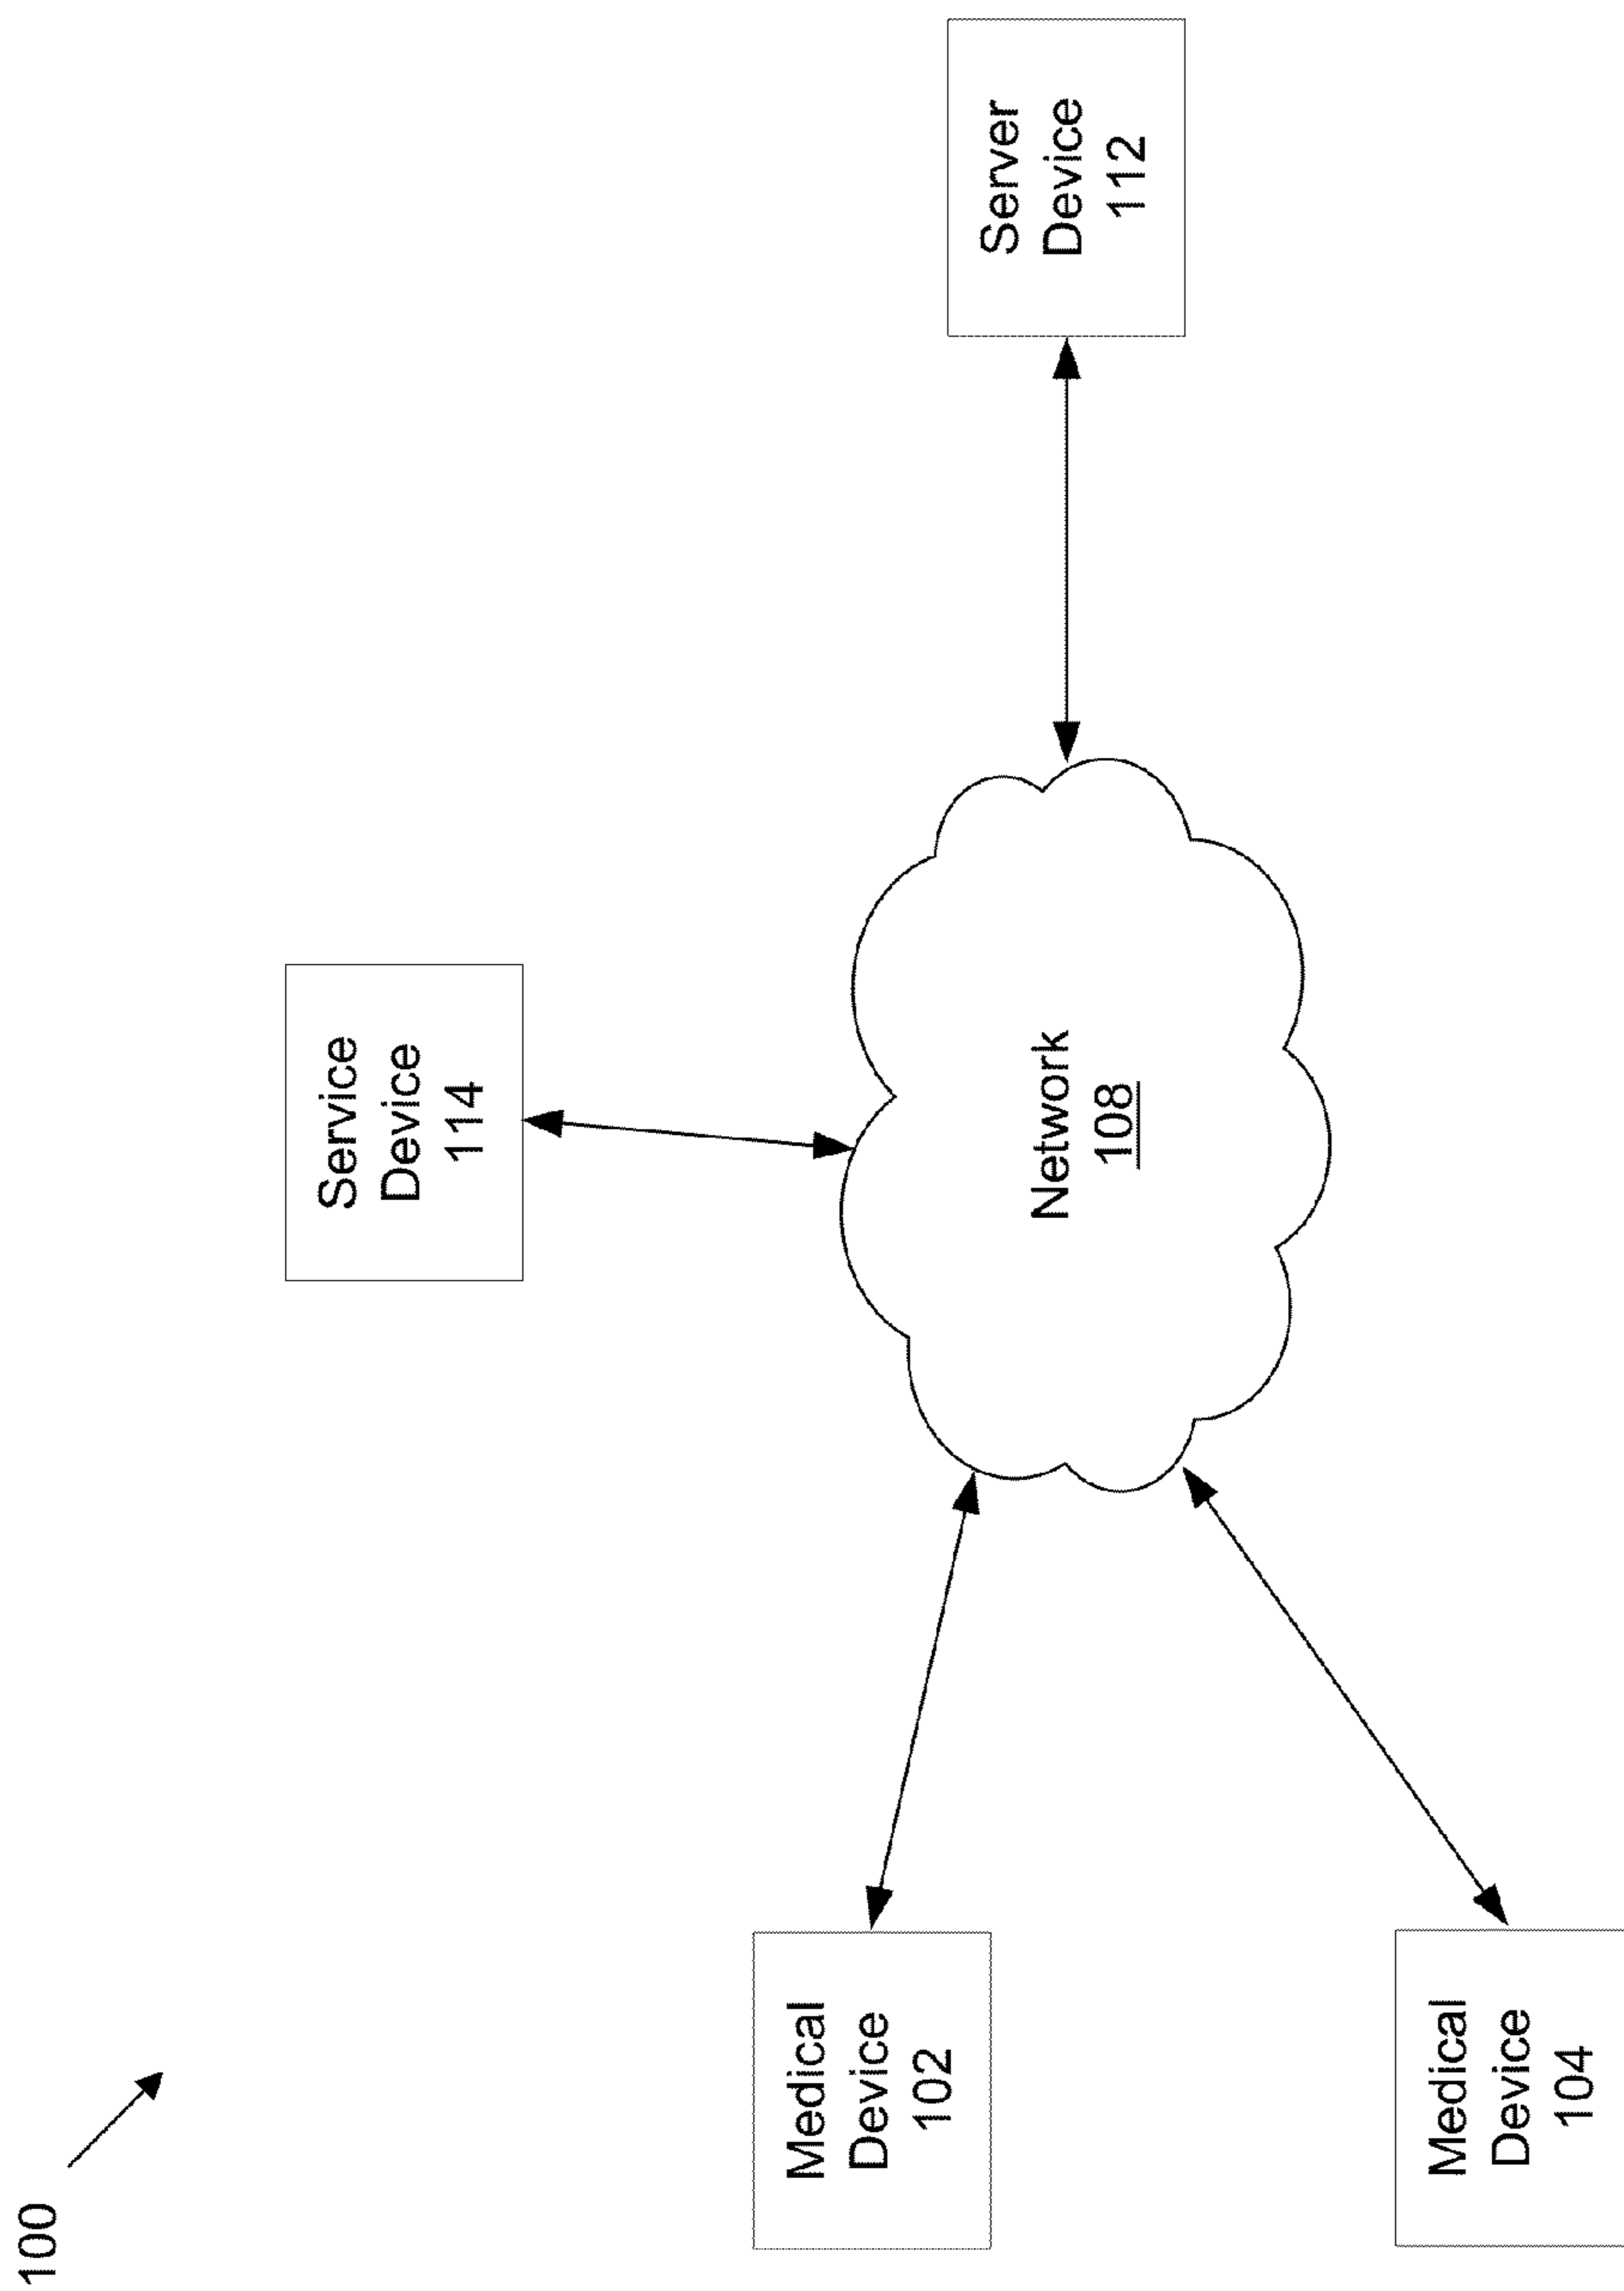 100
Service
Device
114
Medical
Device
102
Network
108
Server
Device
112
Medical
Device
104